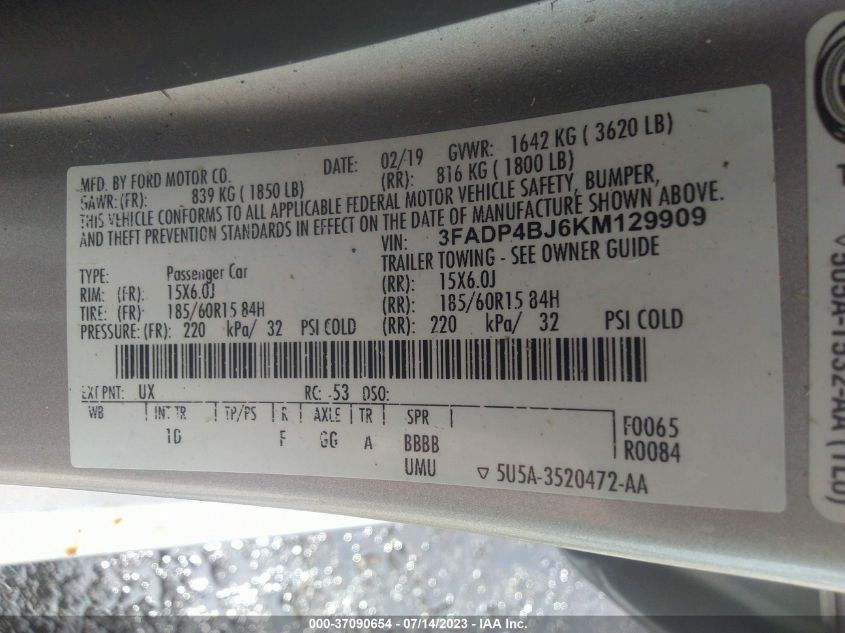 MFD. BY FORD MOTOR CO. DATE: 02/19 GVWR: 1642 KG ( 3620 LB)
GAWR: (FR): 839 KG ( 1850 LB) (RR): 816 KG ( 1800 LB)
THIS VEHICLE CONFORMS TO ALL APPLICABLE FEDERAL MOTOR VEHICLE SAFETY, BUMPER,
AND THEFT PREVENTION STANDARDS IN EFFECT ON THE DATE OF MANUFACTURE SHOWN ABOVE.
VIN: 3FADP4BJ6KM129909
TYPE: Passenger Car TRAILER TOWING - SEE OWNER GUIDE
RIM: (FR): 15X6.0J (RR): 15X6.0J
TIRE: (FR) 185/60R15 84H (RR): 185/60R15 84H
PRESSURE: (FR): 220 kPa/ 32 PSI COLD (RR): 220 kPa/ 32 PSI COLD
EXT PNT: UX RC: 53 DSO:
WB INT TR TP/PS R AXLE TR SPR F0065
10 F GG A BBBB R0084
UMU ▽ 5U5A-3520472-AA
000-37090654 - 07/14/2023 - IAA Inc.